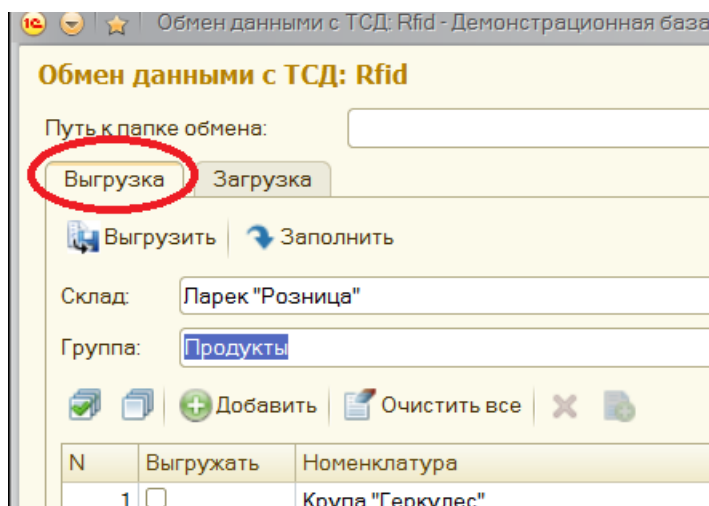 1С Обмен данными с ТСД: Rfid - Демонстрационная база
Обмен данными с ТСД: Rfid
Путь к папке обмена:
Выгрузка Загрузка
Выгрузить Заполнить
Склад: Ларек "Розница"
Группа: Продукты
Добавить Очистить все
N Выгружать Номенклатура
1 Крупа "Геркулес"